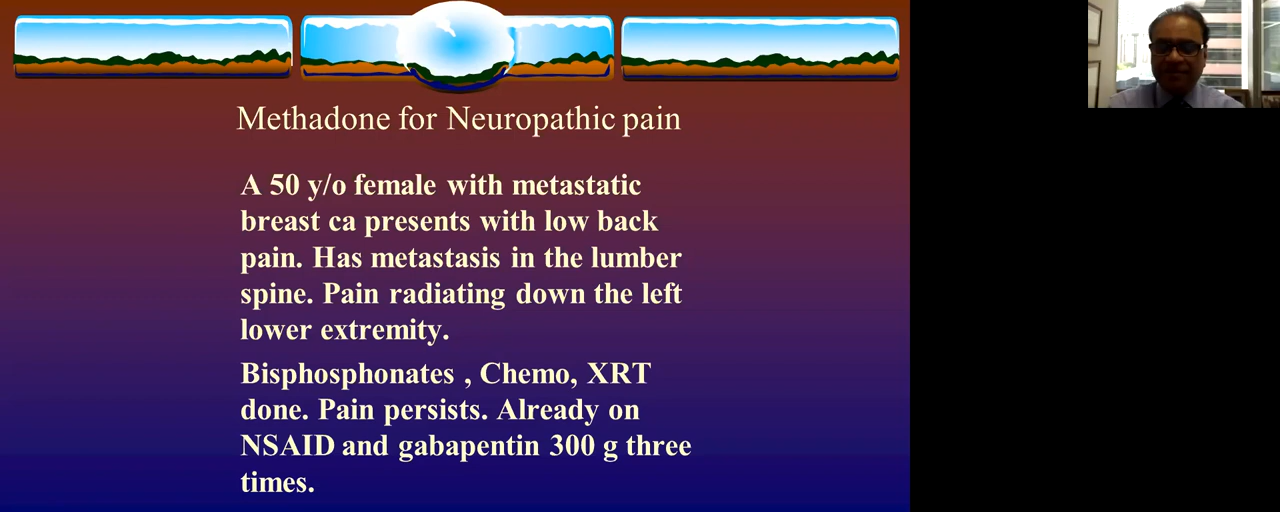 Methadone for Neuropathic pain
A 50 y/o female with metastatic
breast ca presents with low back
pain. Has metastasis in the lumber
spine. Pain radiating down the left
lower extremity.
Bisphosphonates , Chemo, XRT
done. Pain persists. Already on
NSAID and gabapentin 300 g three
times.